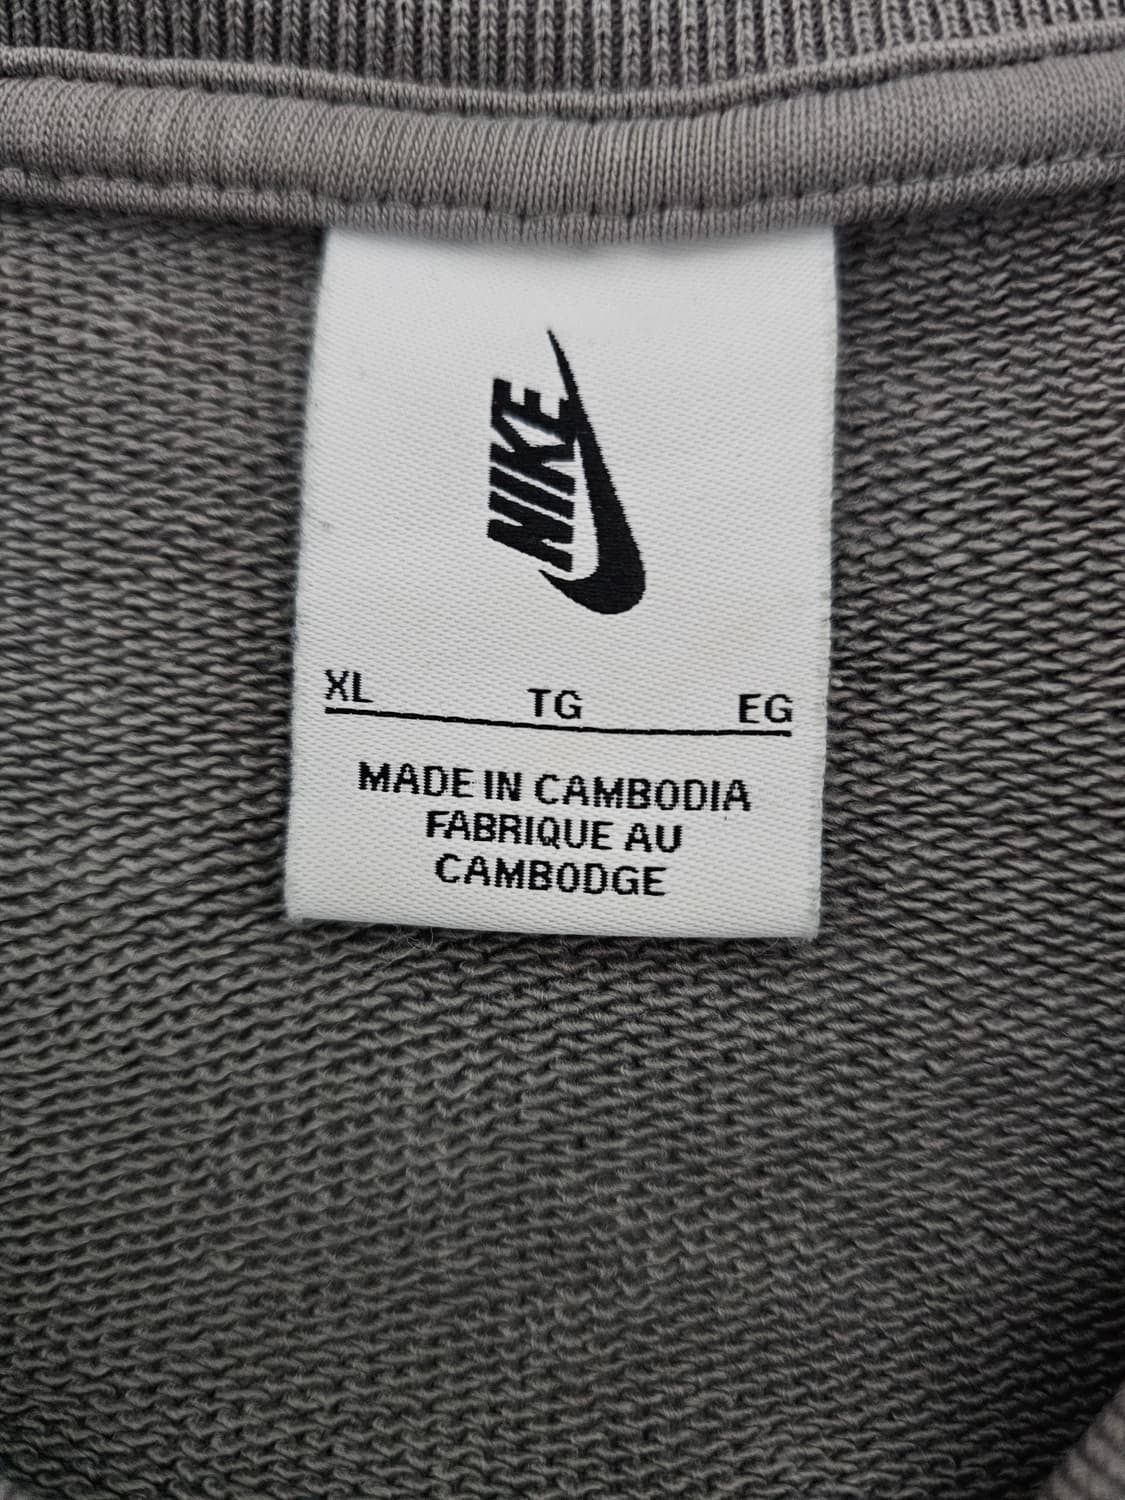 NIKE
XL TG EG
MADE IN CAMBODIA
FABRIQUE AU
CAMBODGE